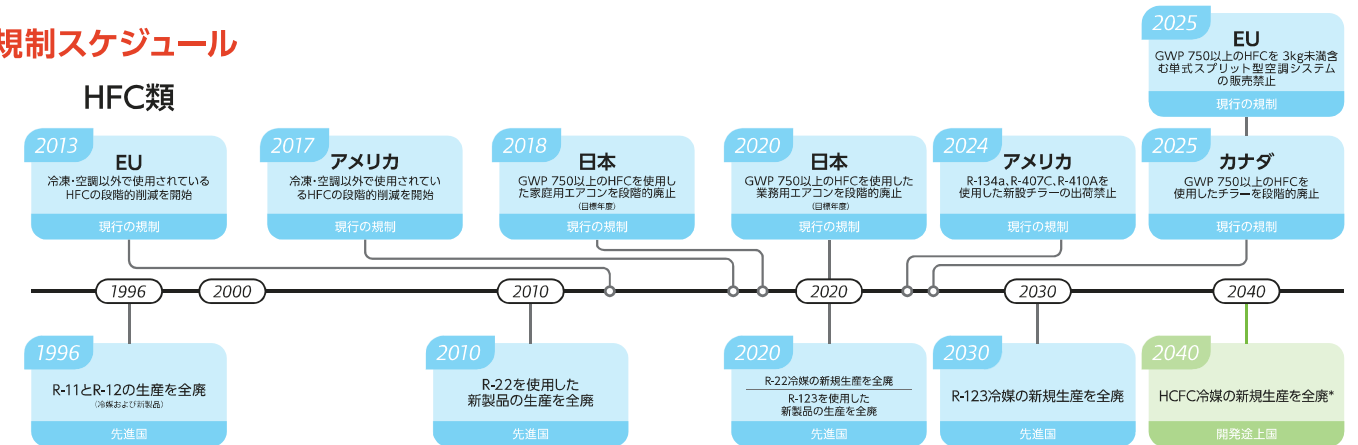 規制スケジュール
HFC類
2025
EU
GWP 750以上のHFCを 3kg未満含
む単式スプリット型空調システム
の販売禁止
現行の規制
2013
EU
冷凍・空調以外で使用されている
HFCの段階的削減を開始
現行の規制
2017
アメリカ
冷凍・空調以外で使用されてい
るHFCの段階的削減を開始
現行の規制
2018
日本
GWP 750以上のHFCを使用し
た家庭用エアコンを段階的廃止
(目標年度)
現行の規制
2020
日本
GWP 750以上のHFCを使用した
業務用エアコンを段階的廃止
(目標年度)
現行の規制
2024
アメリカ
R-134a、R-407C、R-410Aを
使用した新設チラーの出荷禁止
現行の規制
2025
カナダ
GWP 750以上のHFCを
使用したチラーを段階的廃止
現行の規制
1996
2000
2010
2020
2030
2040
1996
R-11とR-12の生産を全廃
(冷媒および新製品)
先進国
2010
R-22を使用した
新製品の生産を全廃
先進国
2020
R-22冷媒の新規生産を全廃
R-123を使用した
新製品の生産を全廃
先進国
2030
R-123冷媒の新規生産を全廃
先進国
2040
HCFC冷媒の新規生産を全廃*
開発途上国